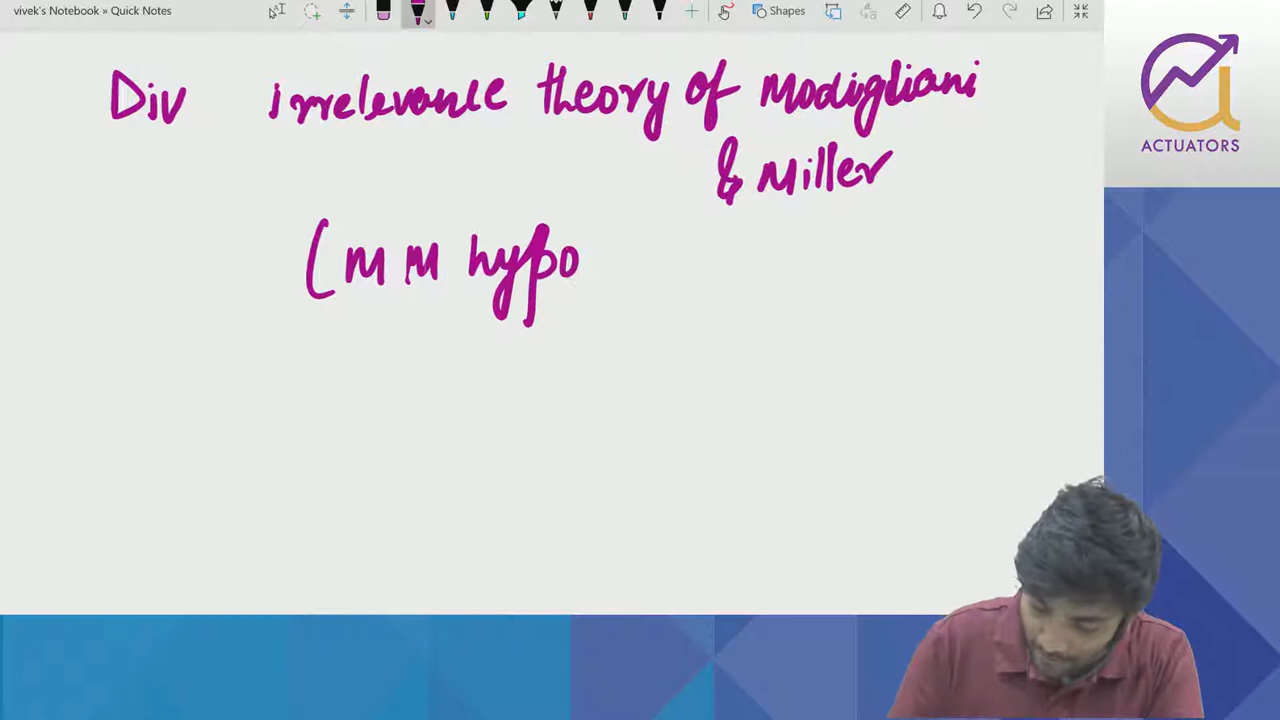 vivek's Notebook » Quick Notes
Shapes
Div irrelevance theory of Modigliani
& Miller
(MM hypo
ACTUATORS